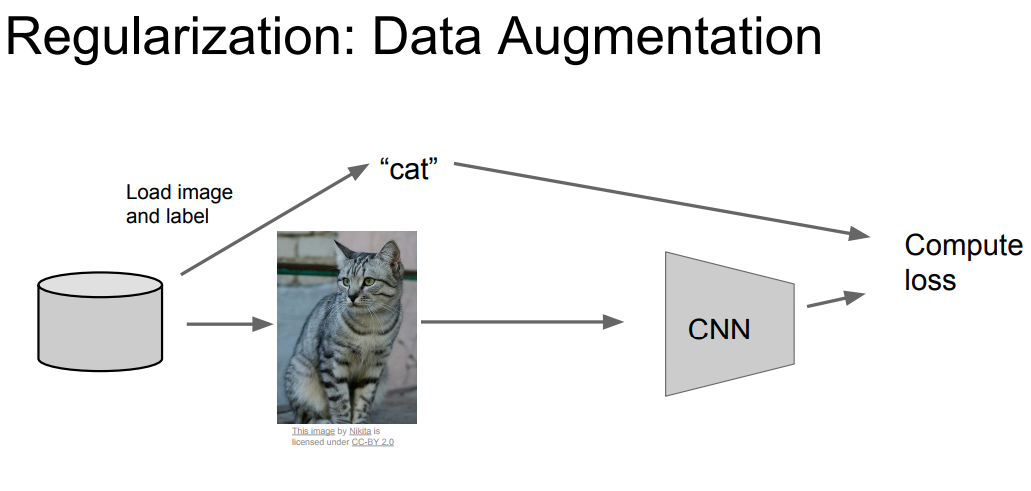 Regularization: Data Augmentation
Load image
and label
“cat”
Compute
loss
CNN
This image by Nikita is
licensed under CC-BY 2.0